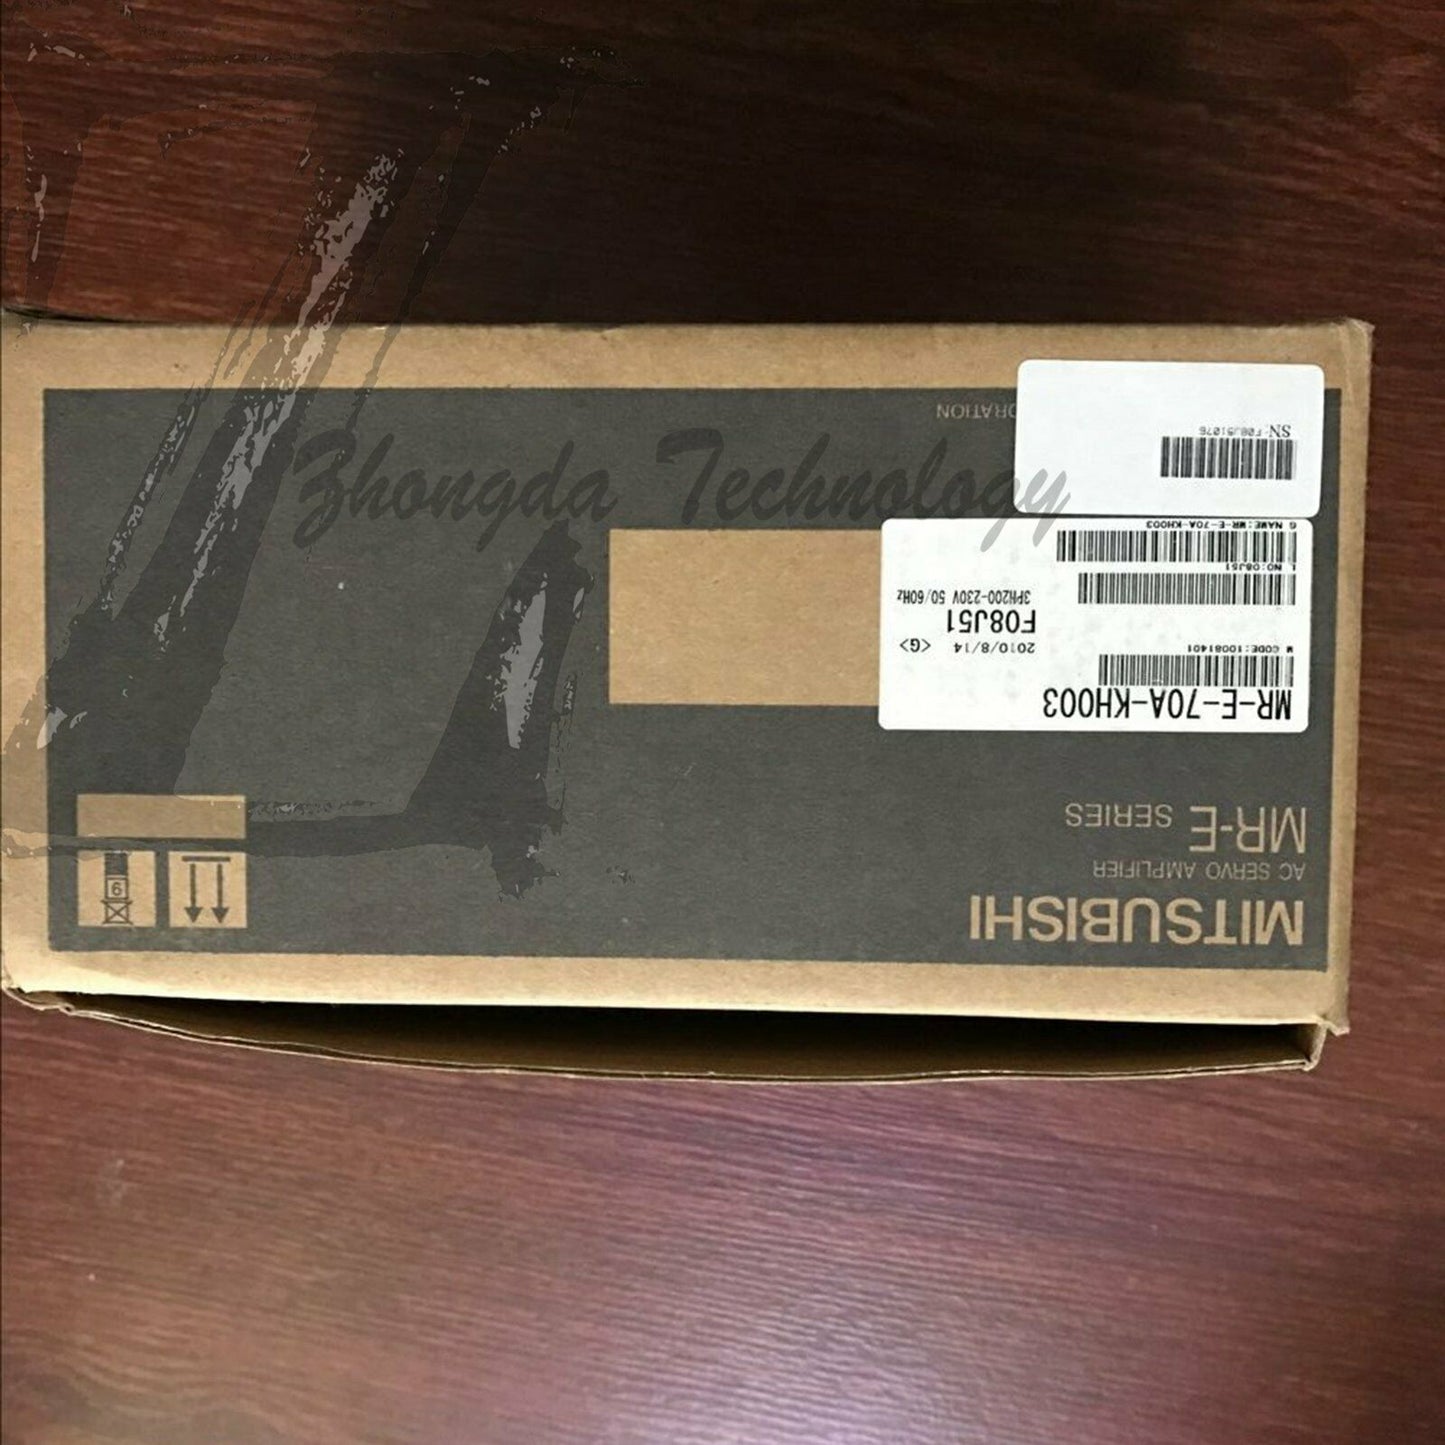 MITSUBISHI
AC SERVO AMPLIFIER
MR-E SERIES
MR-E-70A-KH003
M CODE:10081401
2010/8/14 <G>
F08J51
3PH200-230V 50/60Hz
L NO:08J51
G NAME:MR-E-70A-KH003
SN: F08J51076
ORATION
6
Zhongda Technology